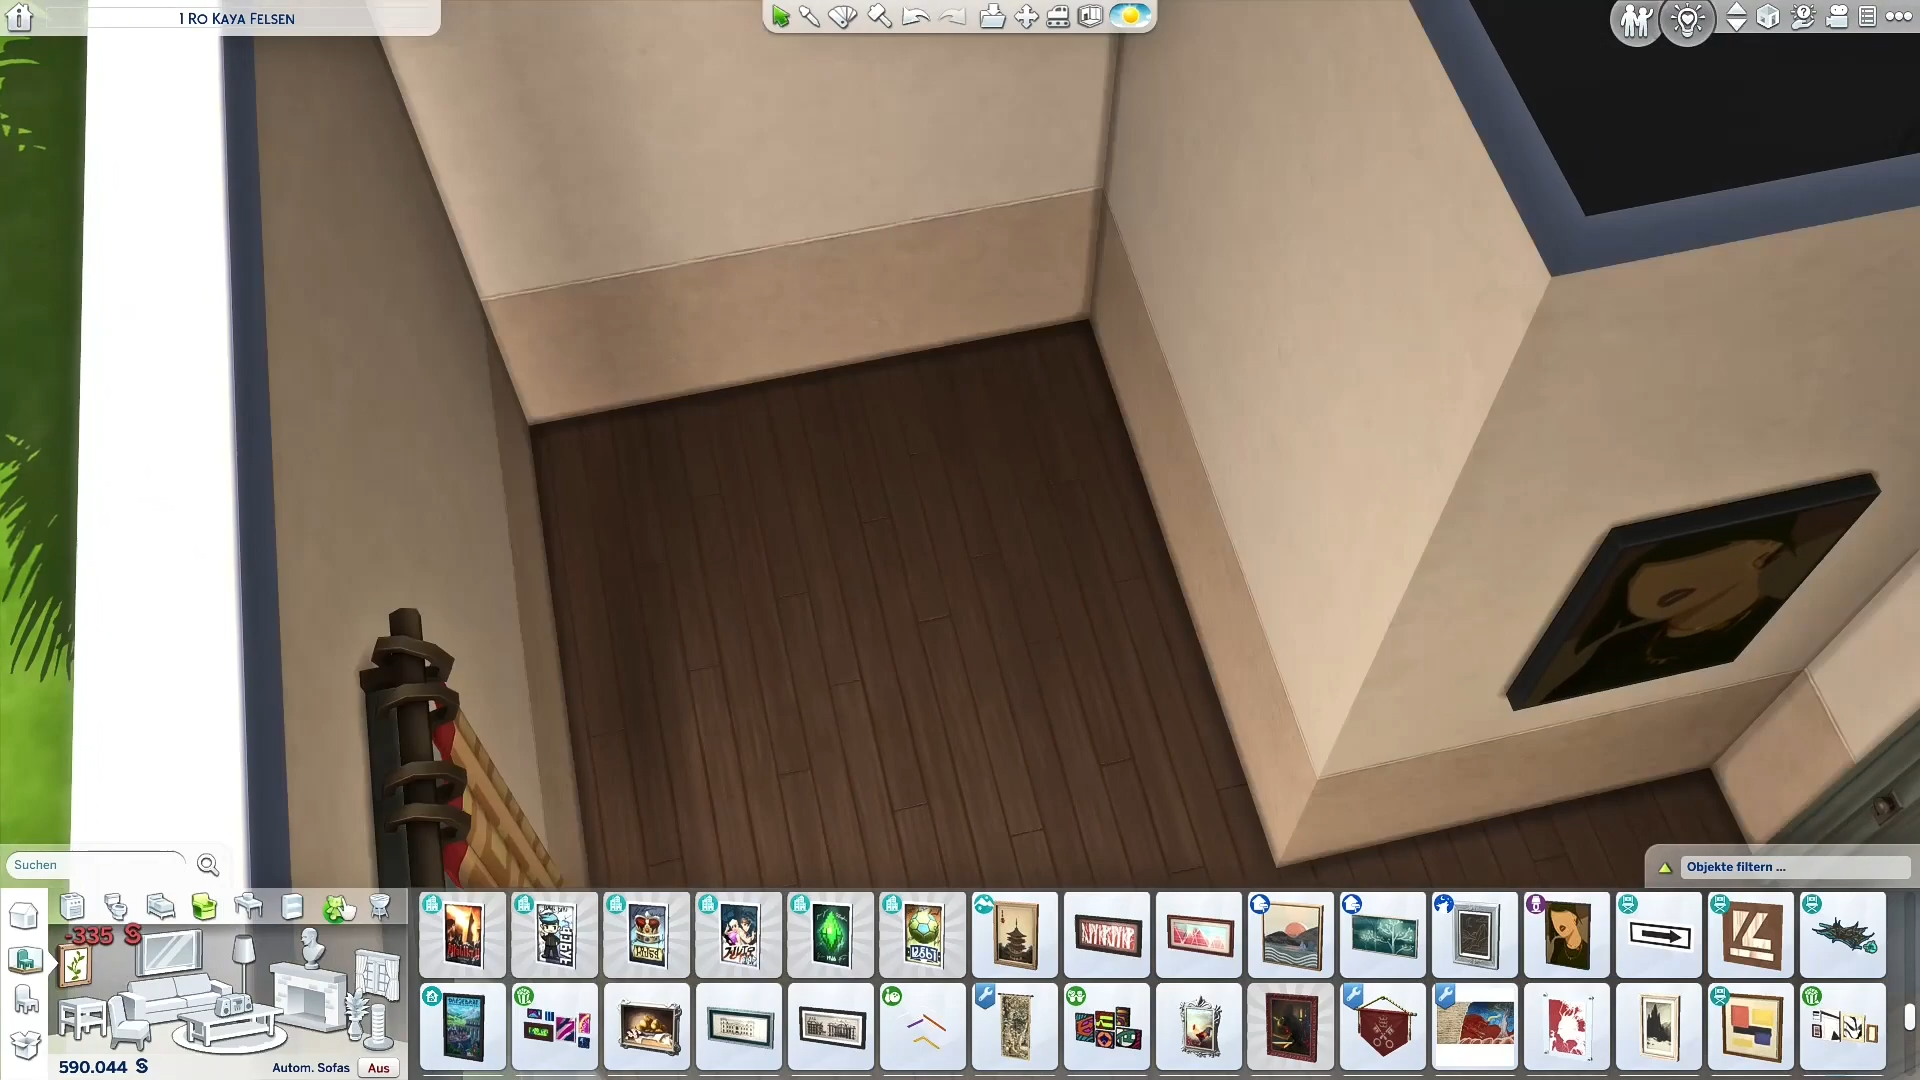 1 Ro Kaya Felsen
Suchen
Objekte filtern ...
-335 §
590.044 §
Autom. Sofas
Aus